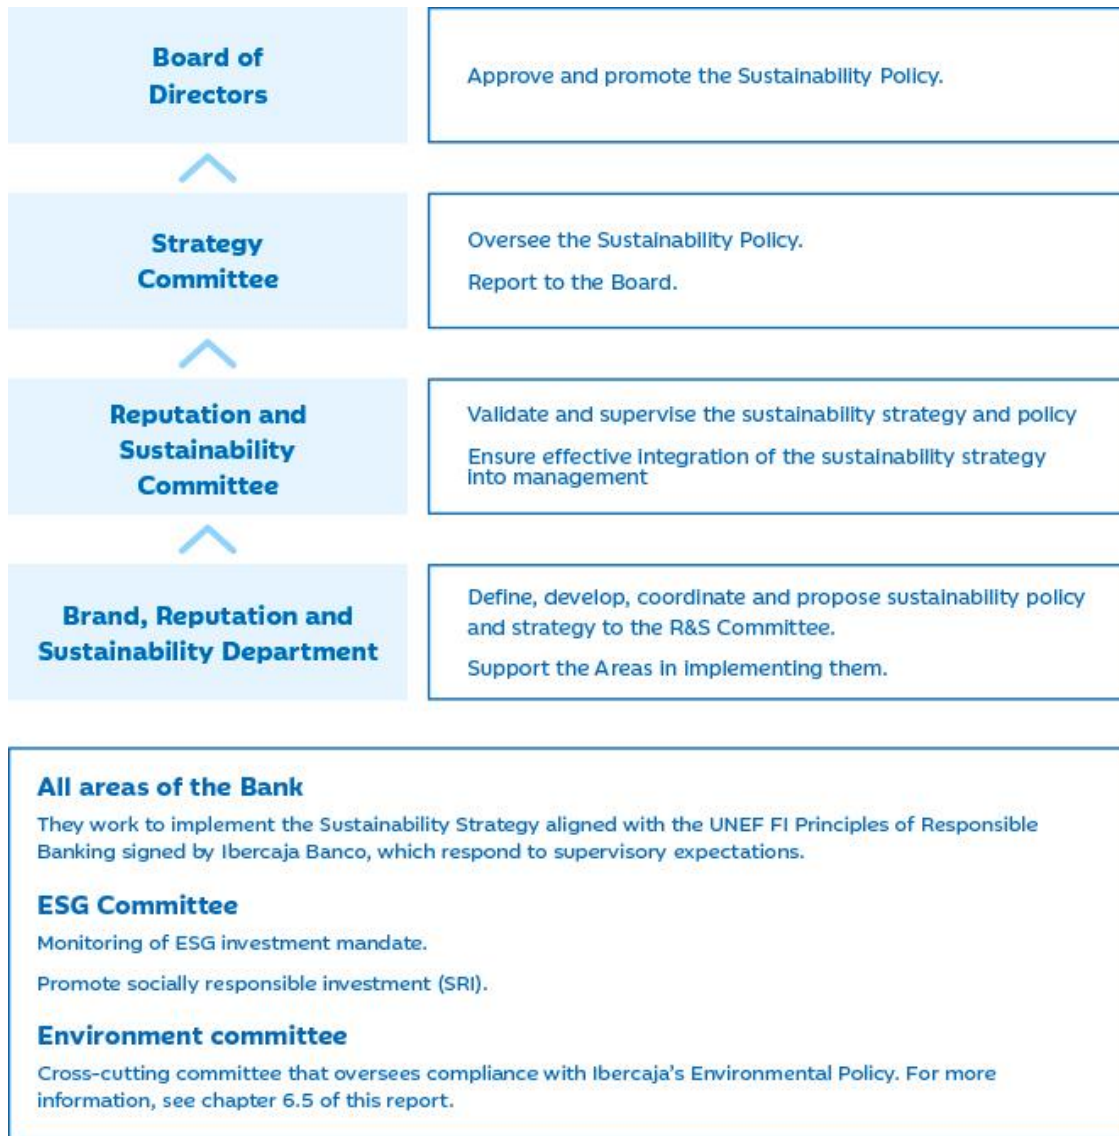 Board of
Directors
Approve and promote the Sustainability Policy.
Strategy
Committee
Oversee the Sustainability Policy.
Report to the Board.
Reputation and
Sustainability
Committee
Validate and supervise the sustainability strategy and policy
Ensure effective integration of the sustainability strategy
into management
Brand, Reputation and
Sustainability Department
Define, develop, coordinate and propose sustainability policy
and strategy to the R&S Committee.
Support the Areas in implementing them.
All areas of the Bank
They work to implement the Sustainability Strategy aligned with the UNEF FI Principles of Responsible
Banking signed by Ibercaja Banco, which respond to supervisory expectations.
ESG Committee
Monitoring of ESG investment mandate.
Promote socially responsible investment (SRI).
Environment committee
Cross-cutting committee that oversees compliance with Ibercaja's Environmental Policy. For more
information, see chapter 6.5 of this report.